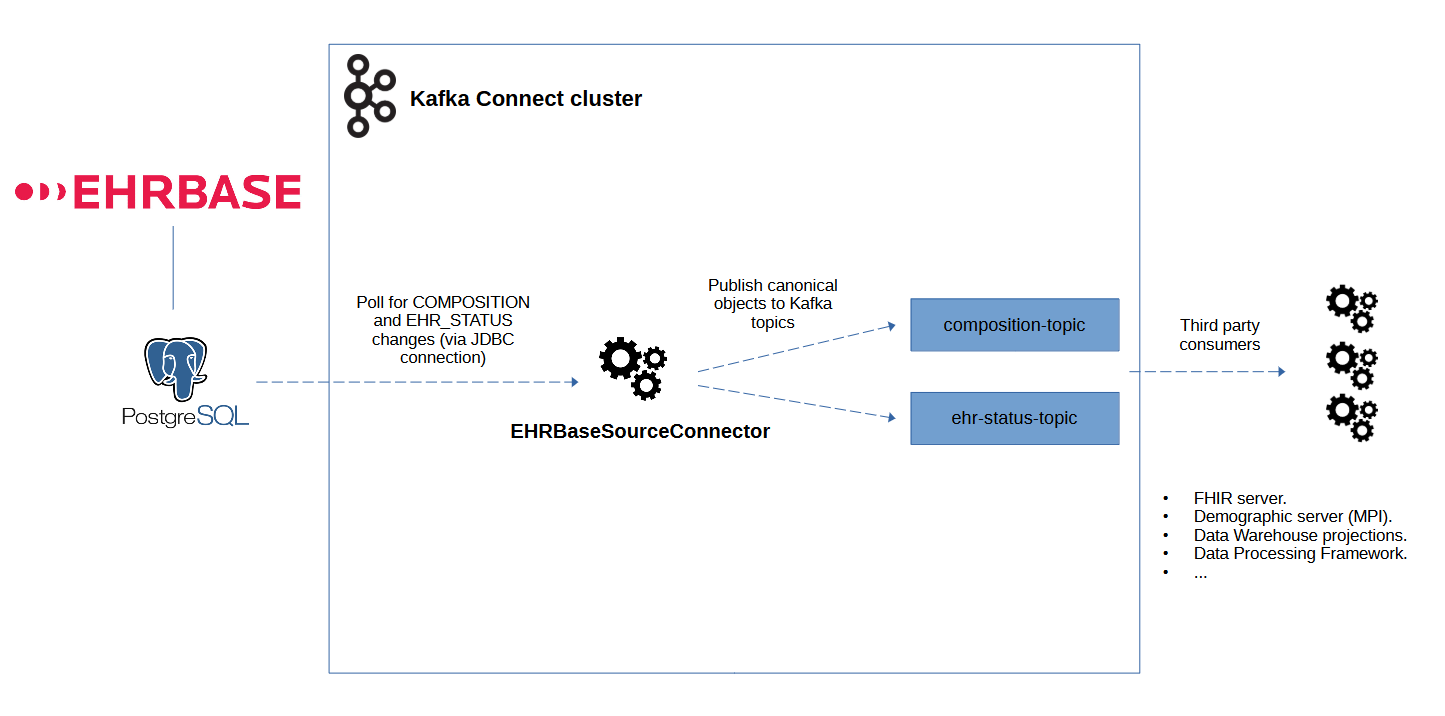 Kafka Connect cluster
EHRBASE
PostgreSQL
Poll for COMPOSITION
and EHR_STATUS
changes (via JDBC
connection)
EHRBaseSourceConnector
Publish canonical
objects to Kafka
topics
composition-topic
ehr-status-topic
Third party
consumers
• FHIR server.
• Demographic server (MPI).
• Data Warehouse projections.
• Data Processing Framework.
• ...